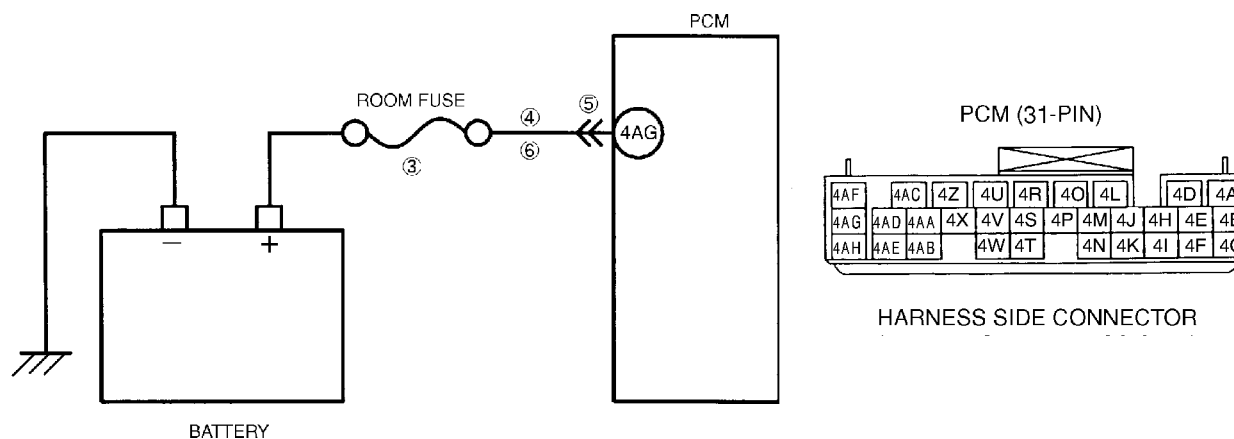 PCM
ROOM FUSE
③
④
⑤
⑥
4AG
− +
BATTERY
PCM (31-PIN)
4AF 4AC 4Z 4U 4R 4O 4L 4D
4AG 4AD 4AA 4X 4V 4S 4P 4M 4J 4H 4E
4AH 4AE 4AB 4W 4T 4N 4K 4I 4F
HARNESS SIDE CONNECTOR